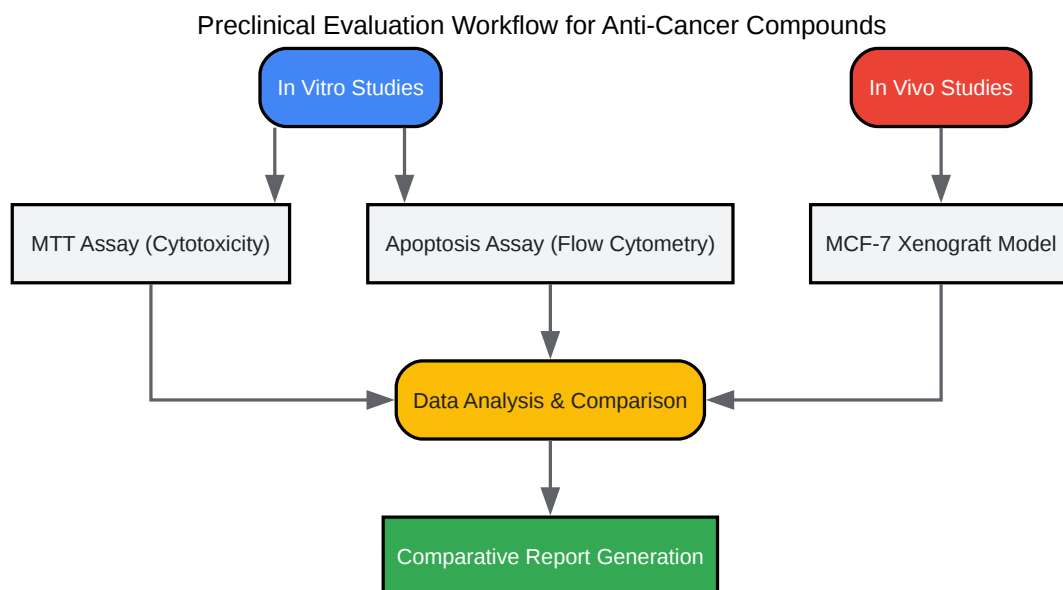 Preclinical Evaluation Workflow for Anti-Cancer Compounds
In Vitro Studies
In Vivo Studies
MTT Assay (Cytotoxicity)
Apoptosis Assay (Flow Cytometry)
MCF-7 Xenograft Model
Data Analysis & Comparison
Comparative Report Generation